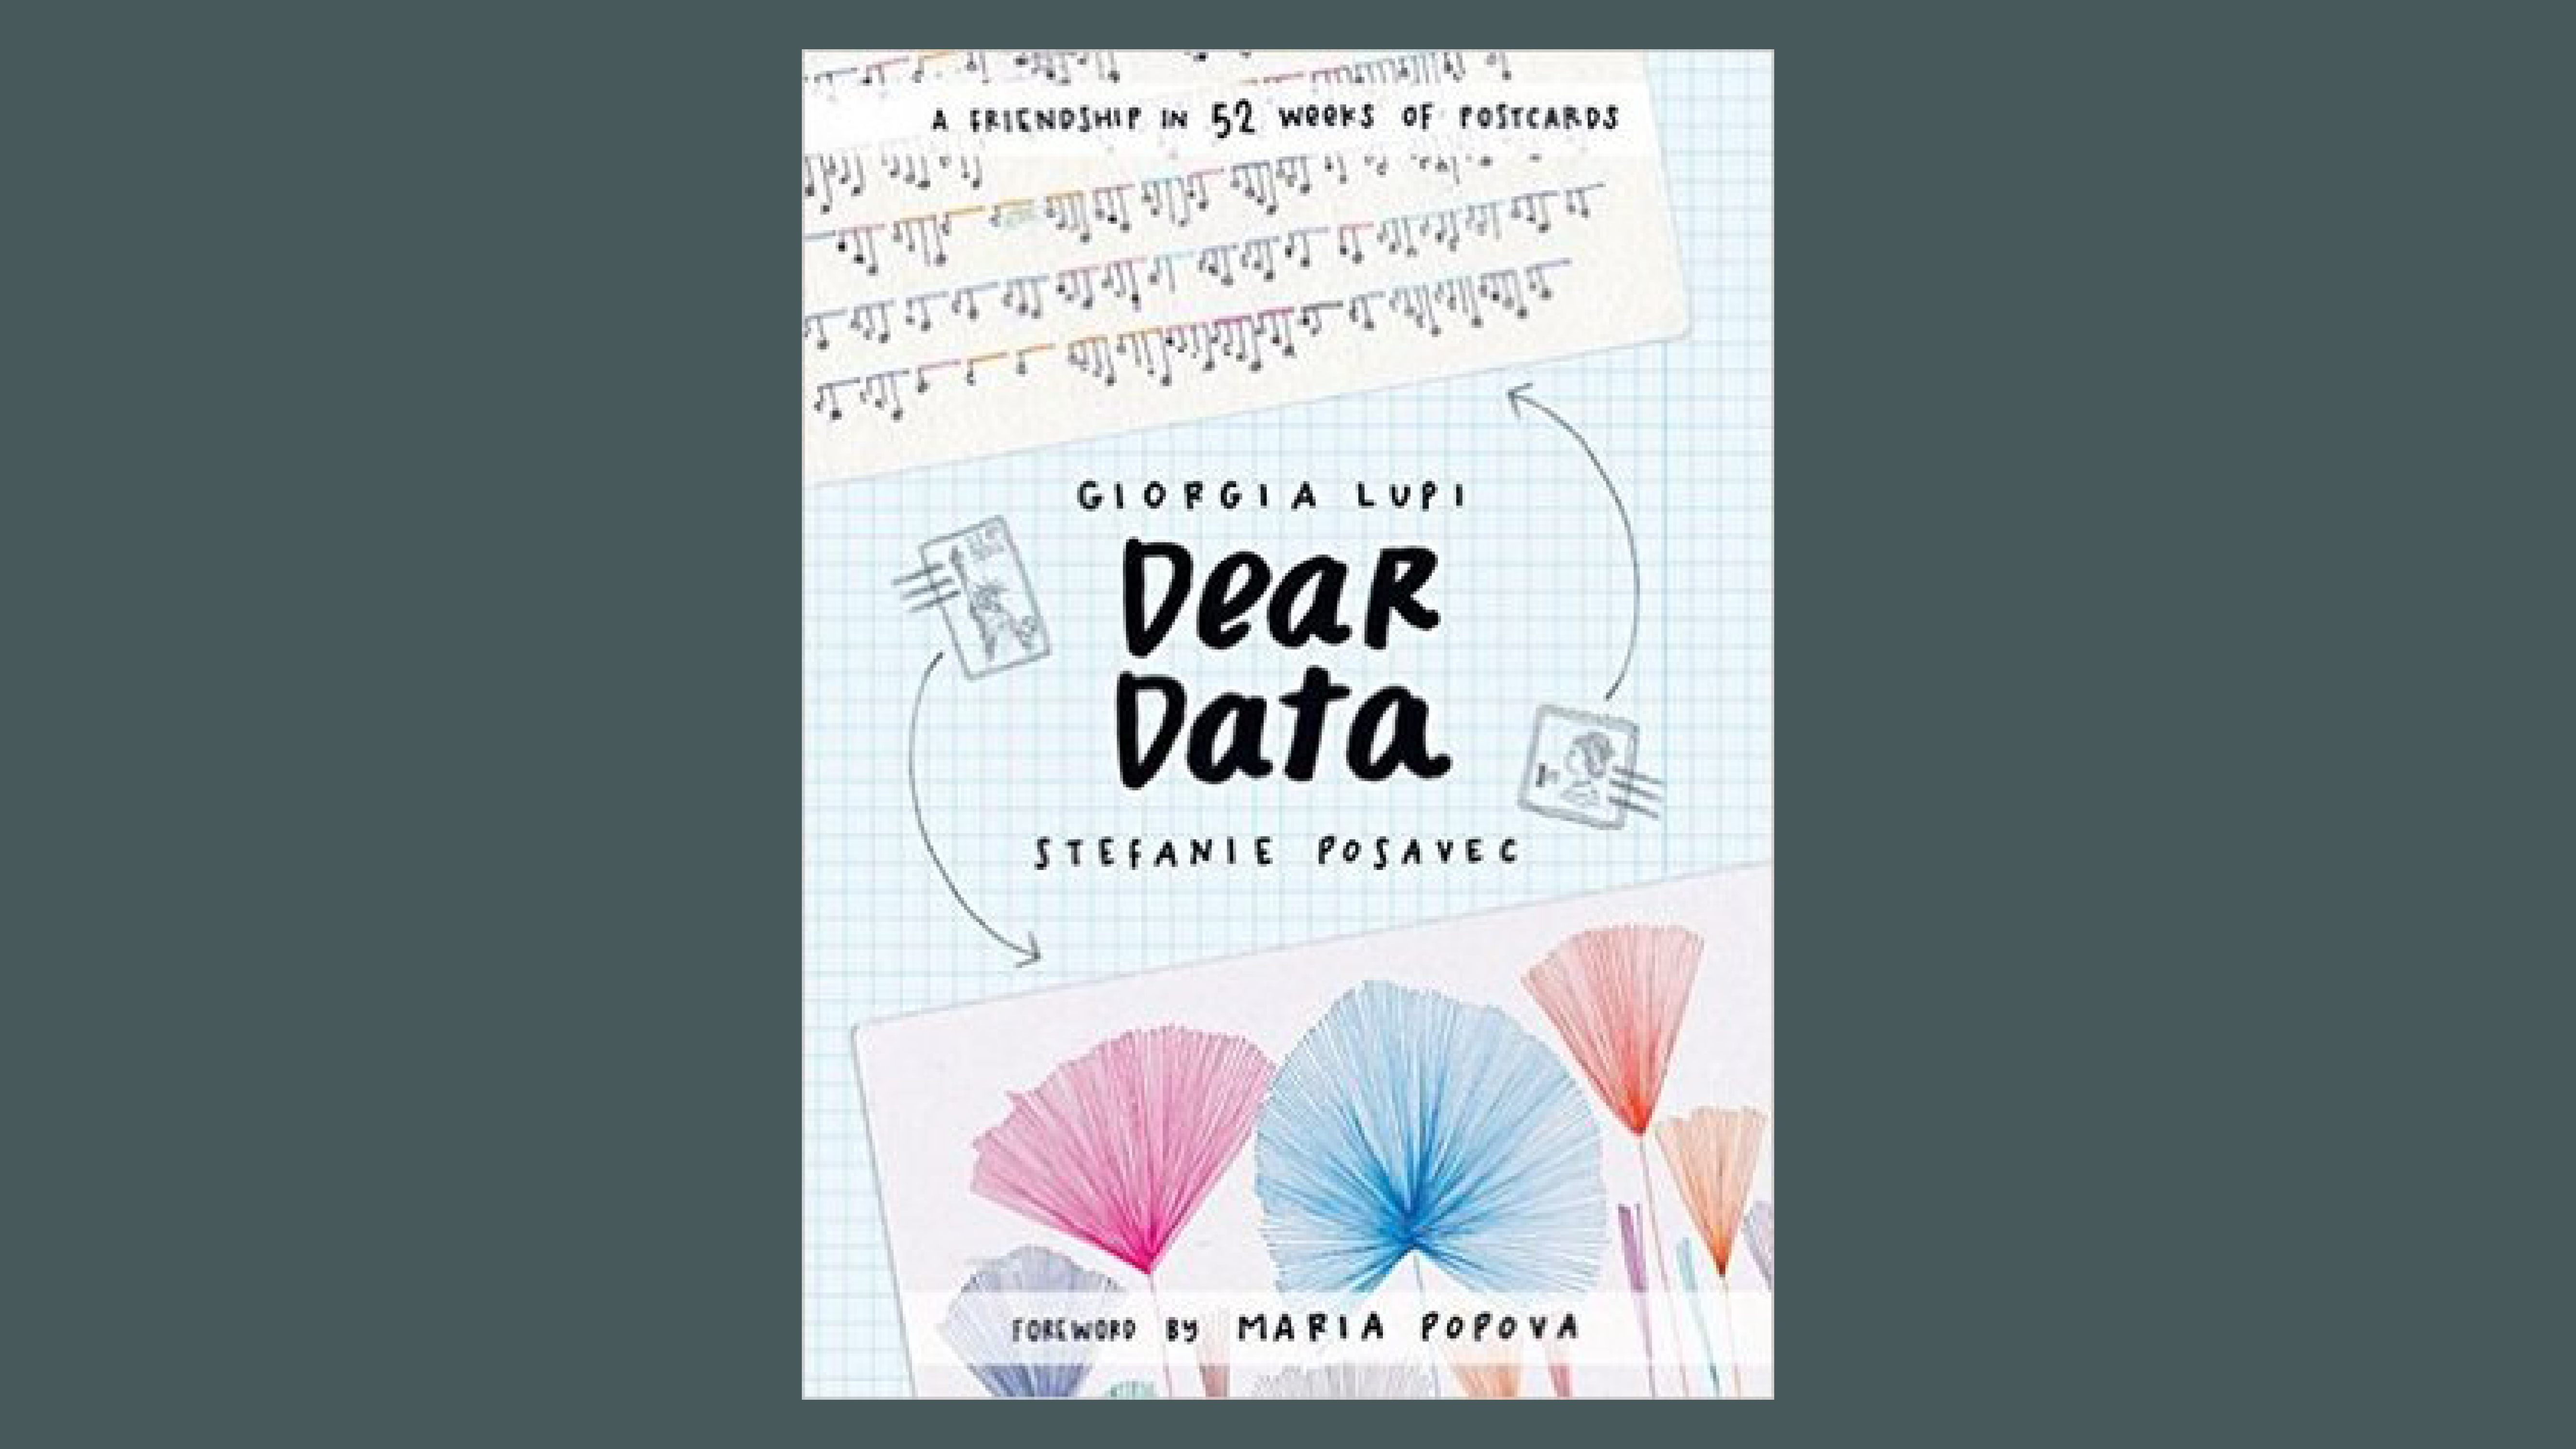 A FRIENDSHIP IN 52 WEEKS OF POSTCARDS
GIORGIA LUPI
DEAR
DATA
STEFANIE POSAVEC
FOREWORD BY MARIA POPOVA